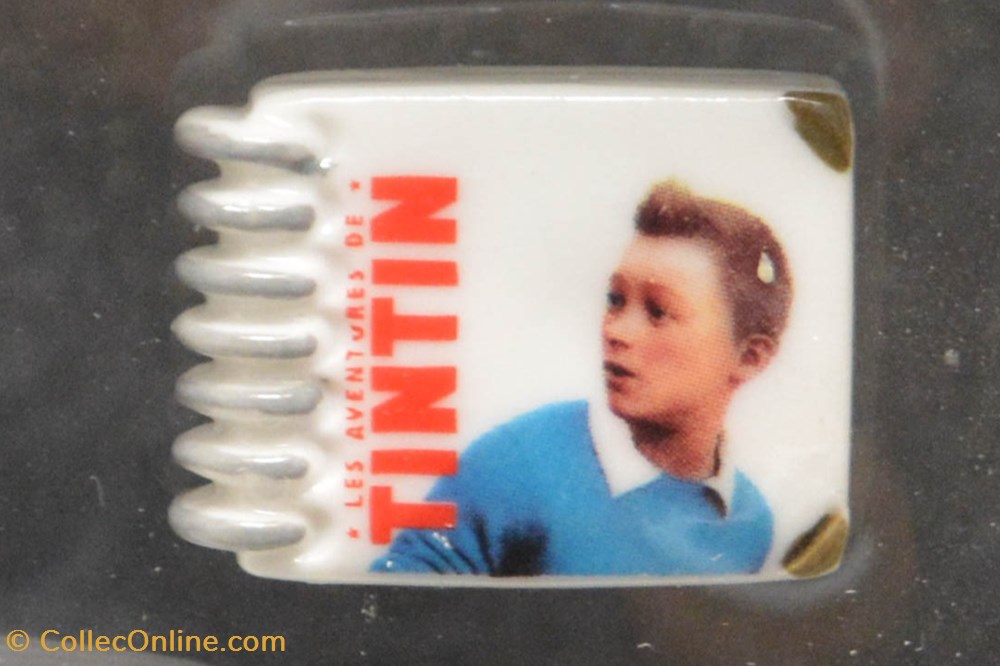 ★ LES AVENTURES DE ★
TINTIN
© CollecOnline.com